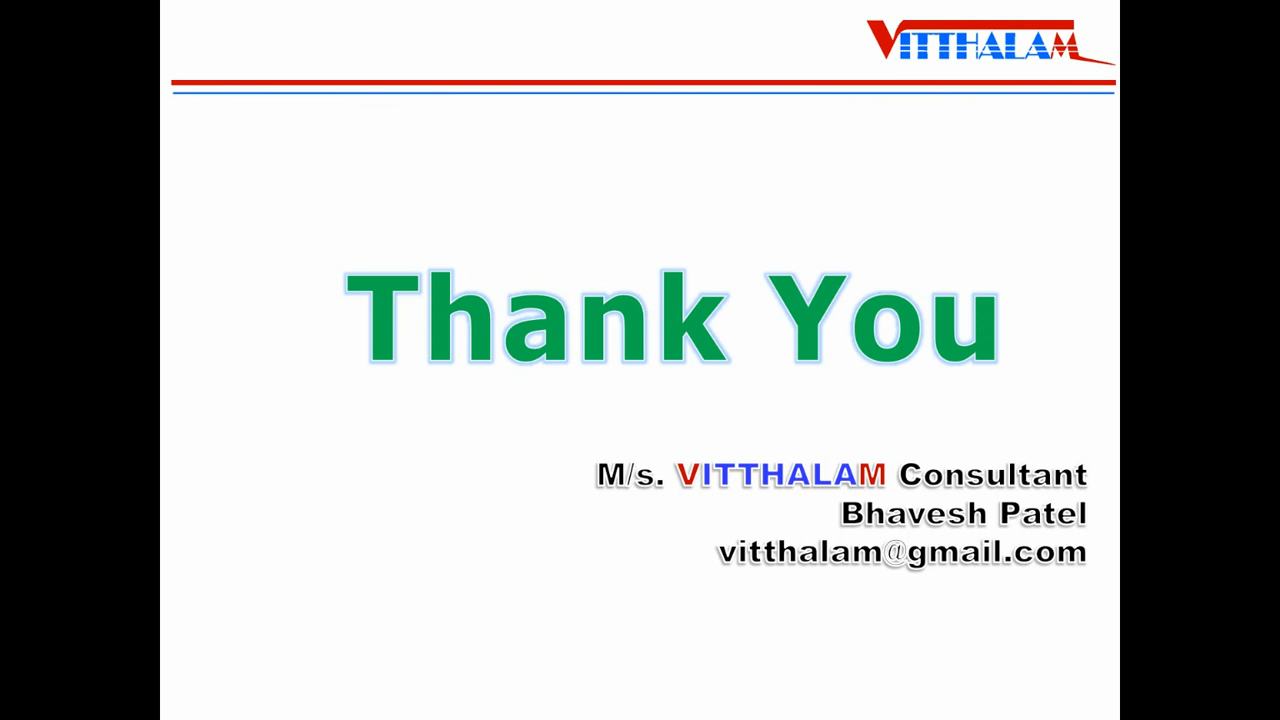 VITTHALAM
Thank You
M/s. VITTHALAM Consultant
Bhavesh Patel
vitthalam@gmail.com